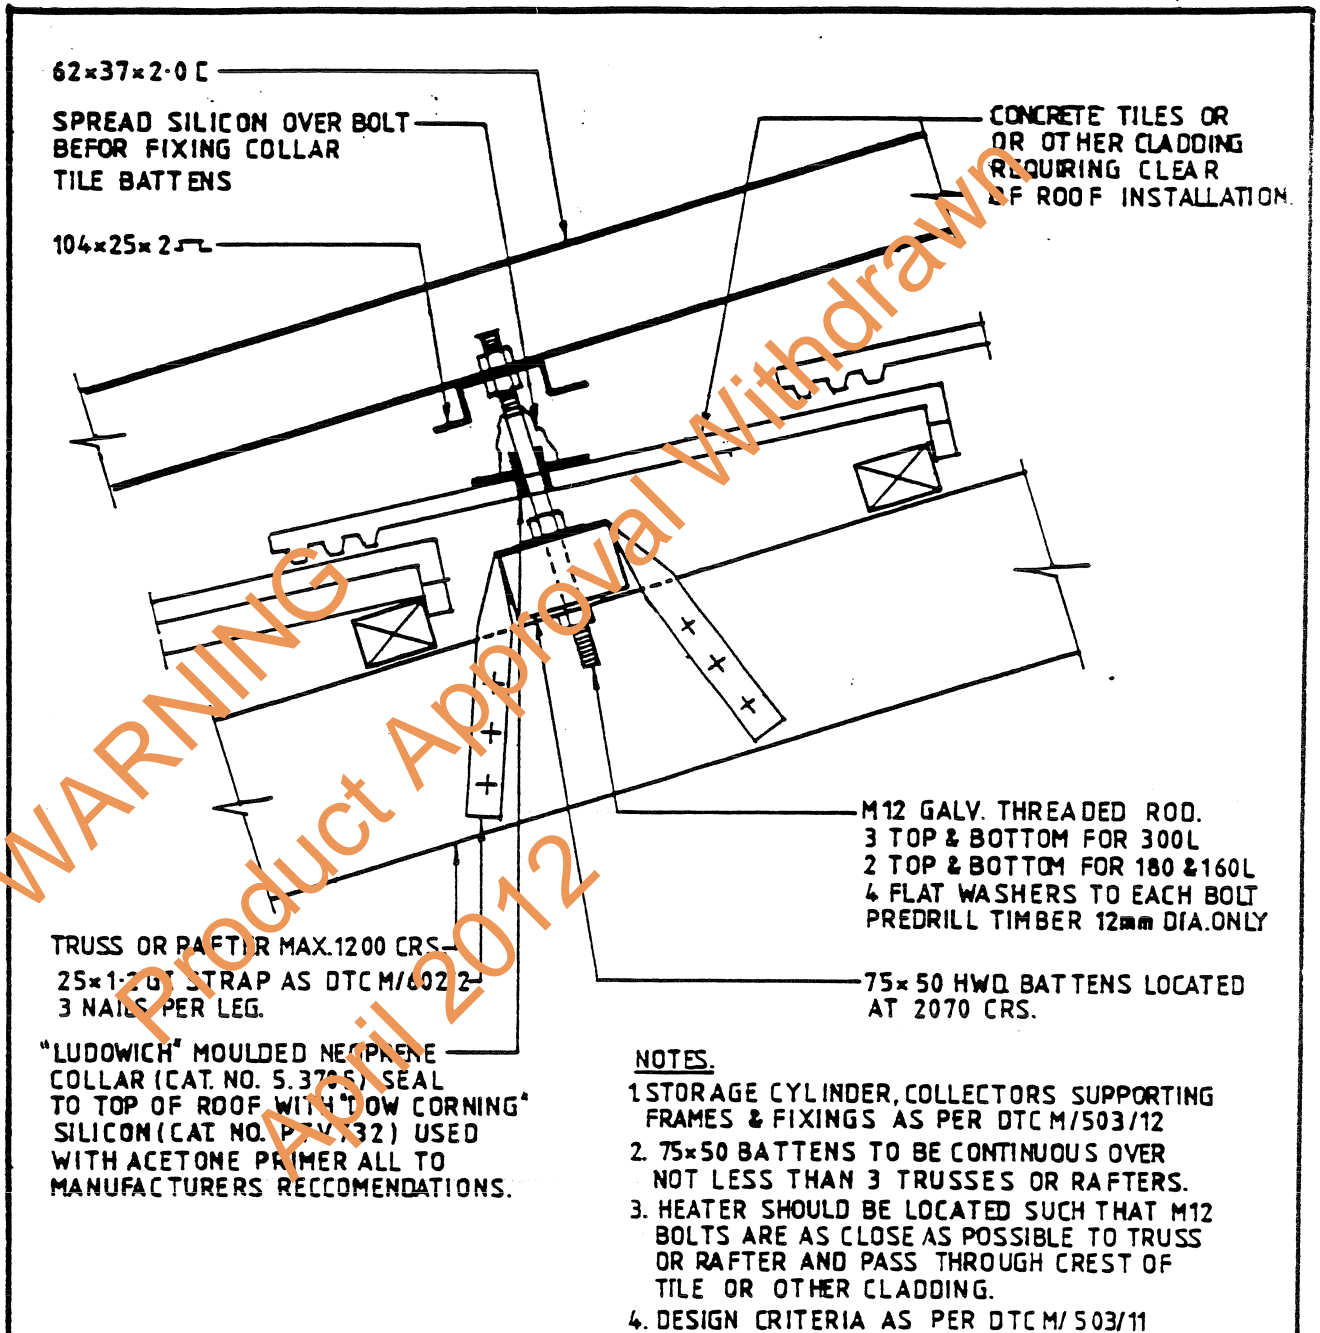 62×37×2·0 [
SPREAD SILICON OVER BOLT
BEFOR FIXING COLLAR
TILE BATTENS
104×25×2
CONCRETE TILES OR
OR OTHER CLADDING
REQUIRING CLEAR
OF ROOF INSTALLATION.
M12 GALV. THREADED ROD.
3 TOP & BOTTOM FOR 300L
2 TOP & BOTTOM FOR 180 & 160L
4 FLAT WASHERS TO EACH BOLT
PREDRILL TIMBER 12mm DIA. ONLY
TRUSS OR RAFTER MAX. 1200 CRS
25×1·2 GI STRAP AS DTC M/602/2
3 NAILS PER LEG.
75×50 HWD. BATTENS LOCATED
AT 2070 CRS.
"LUDOWICH" MOULDED NEOPRENE
COLLAR (CAT. NO. SEAL
TO TOP OF ROOF WITH "DOW CORNING"
SILICON (CAT NO. USED
WITH ACETONE PRIMER ALL TO
MANUFACTURERS RECCOMENDATIONS.
NOTES.
1 STORAGE CYLINDER, COLLECTORS SUPPORTING
FRAMES & FIXINGS AS PER DTC M/503/12
2. 75×50 BATTENS TO BE CONTINUOUS OVER
NOT LESS THAN 3 TRUSSES OR RAFTERS.
3. HEATER SHOULD BE LOCATED SUCH THAT M12
BOLTS ARE AS CLOSE AS POSSIBLE TO TRUSS
OR RAFTER AND PASS THROUGH CREST OF
TILE OR OTHER CLADDING.
4. DESIGN CRITERIA AS PER DTC M/503/11
WARNING
Product Approval Withdrawn
April 2012